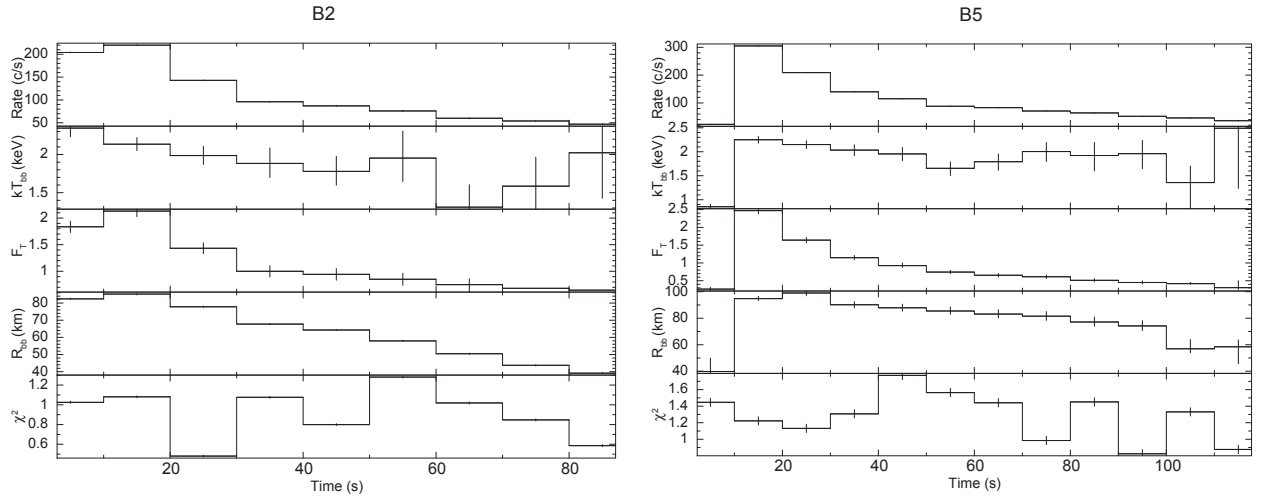 B2
200
150
100
50
Rate (c/s)
2
1.5
kT_bb (keV)
2
1.5
1
F_T
80
70
60
50
40
R_bb (km)
1.2
1
0.8
0.6
χ²
20 40 60 80
Time (s)
B5
300
200
100
Rate (c/s)
2.5
2
1.5
1
kT_bb (keV)
2.5
2
1.5
1
0.5
F_T
100
80
60
40
R_bb (km)
1.6
1.4
1.2
1
χ²
20 40 60 80 100
Time (s)